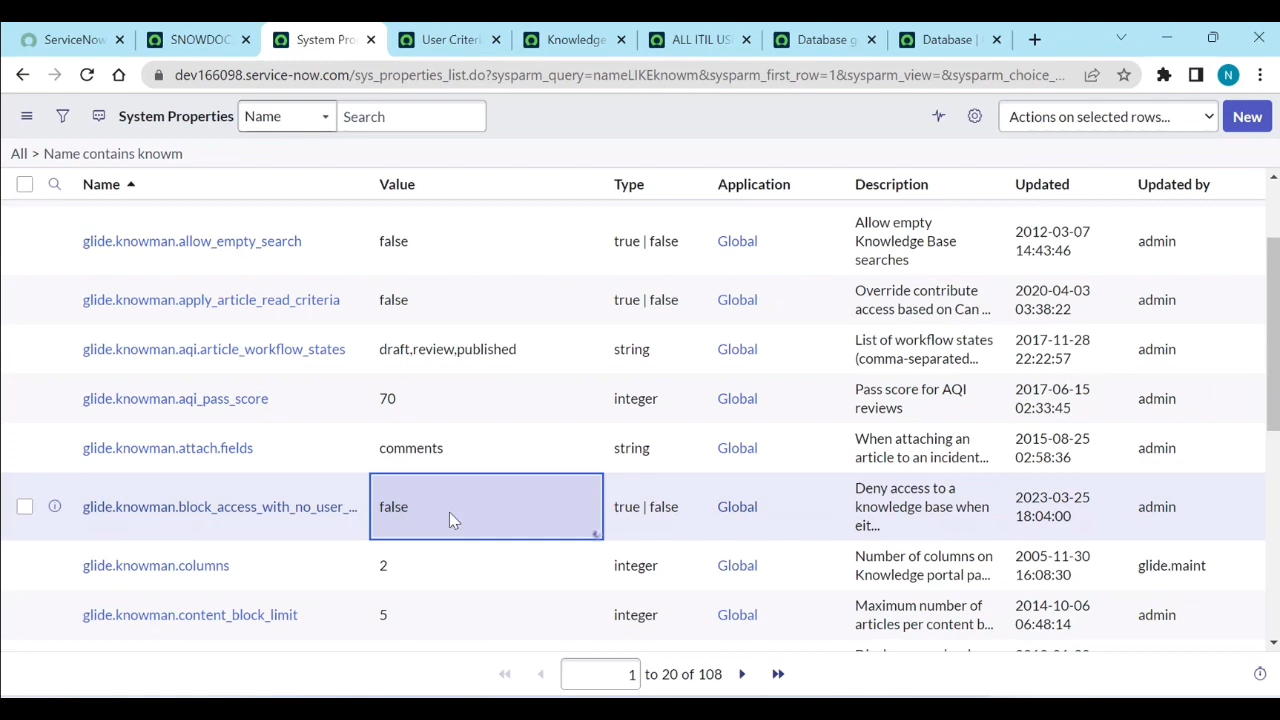 ServiceNow
SNOWDOC
System Pro
User Criteri
Knowledge
ALL ITIL US
Database g
Database |
dev166098.service-now.com/sys_properties_list.do?sysparm_query=nameLIKEknowm&sysparm_first_row=1&sysparm_view=&sysparm_choice_...
N
System Properties
Name
Search
Actions on selected rows...
New
All > Name contains knowm
Name
Value
Type
Application
Description
Updated
Updated by
glide.knowman.allow_empty_search
false
true | false
Global
Allow empty
Knowledge Base
searches
2012-03-07
14:43:46
admin
glide.knowman.apply_article_read_criteria
false
true | false
Global
Override contribute
access based on Can ...
2020-04-03
03:38:22
admin
glide.knowman.aqi.article_workflow_states
draft,review,published
string
Global
List of workflow states
(comma-separated...
2017-11-28
22:22:57
admin
glide.knowman.aqi_pass_score
70
integer
Global
Pass score for AQI
reviews
2017-06-15
02:33:45
admin
glide.knowman.attach.fields
comments
string
Global
When attaching an
article to an incident...
2015-08-25
02:58:36
admin
glide.knowman.block_access_with_no_user_...
false
true | false
Global
Deny access to a
knowledge base when
eit...
2023-03-25
18:04:00
admin
glide.knowman.columns
2
integer
Global
Number of columns on
Knowledge portal pa...
2005-11-30
16:08:30
glide.maint
glide.knowman.content_block_limit
5
integer
Global
Maximum number of
articles per content b...
2014-10-06
06:48:14
admin
1 to 20 of 108